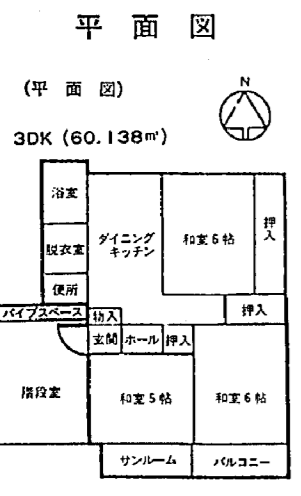 平面図
(平面図)
N
3DK (60.138㎡)
浴室
脱衣室
便所
パイプスペース
ダイニング
キッチン
和室6帖
押入
押入
物入
玄関
ホール
押入
階段室
和室5帖
和室6帖
サンルーム
バルコニー